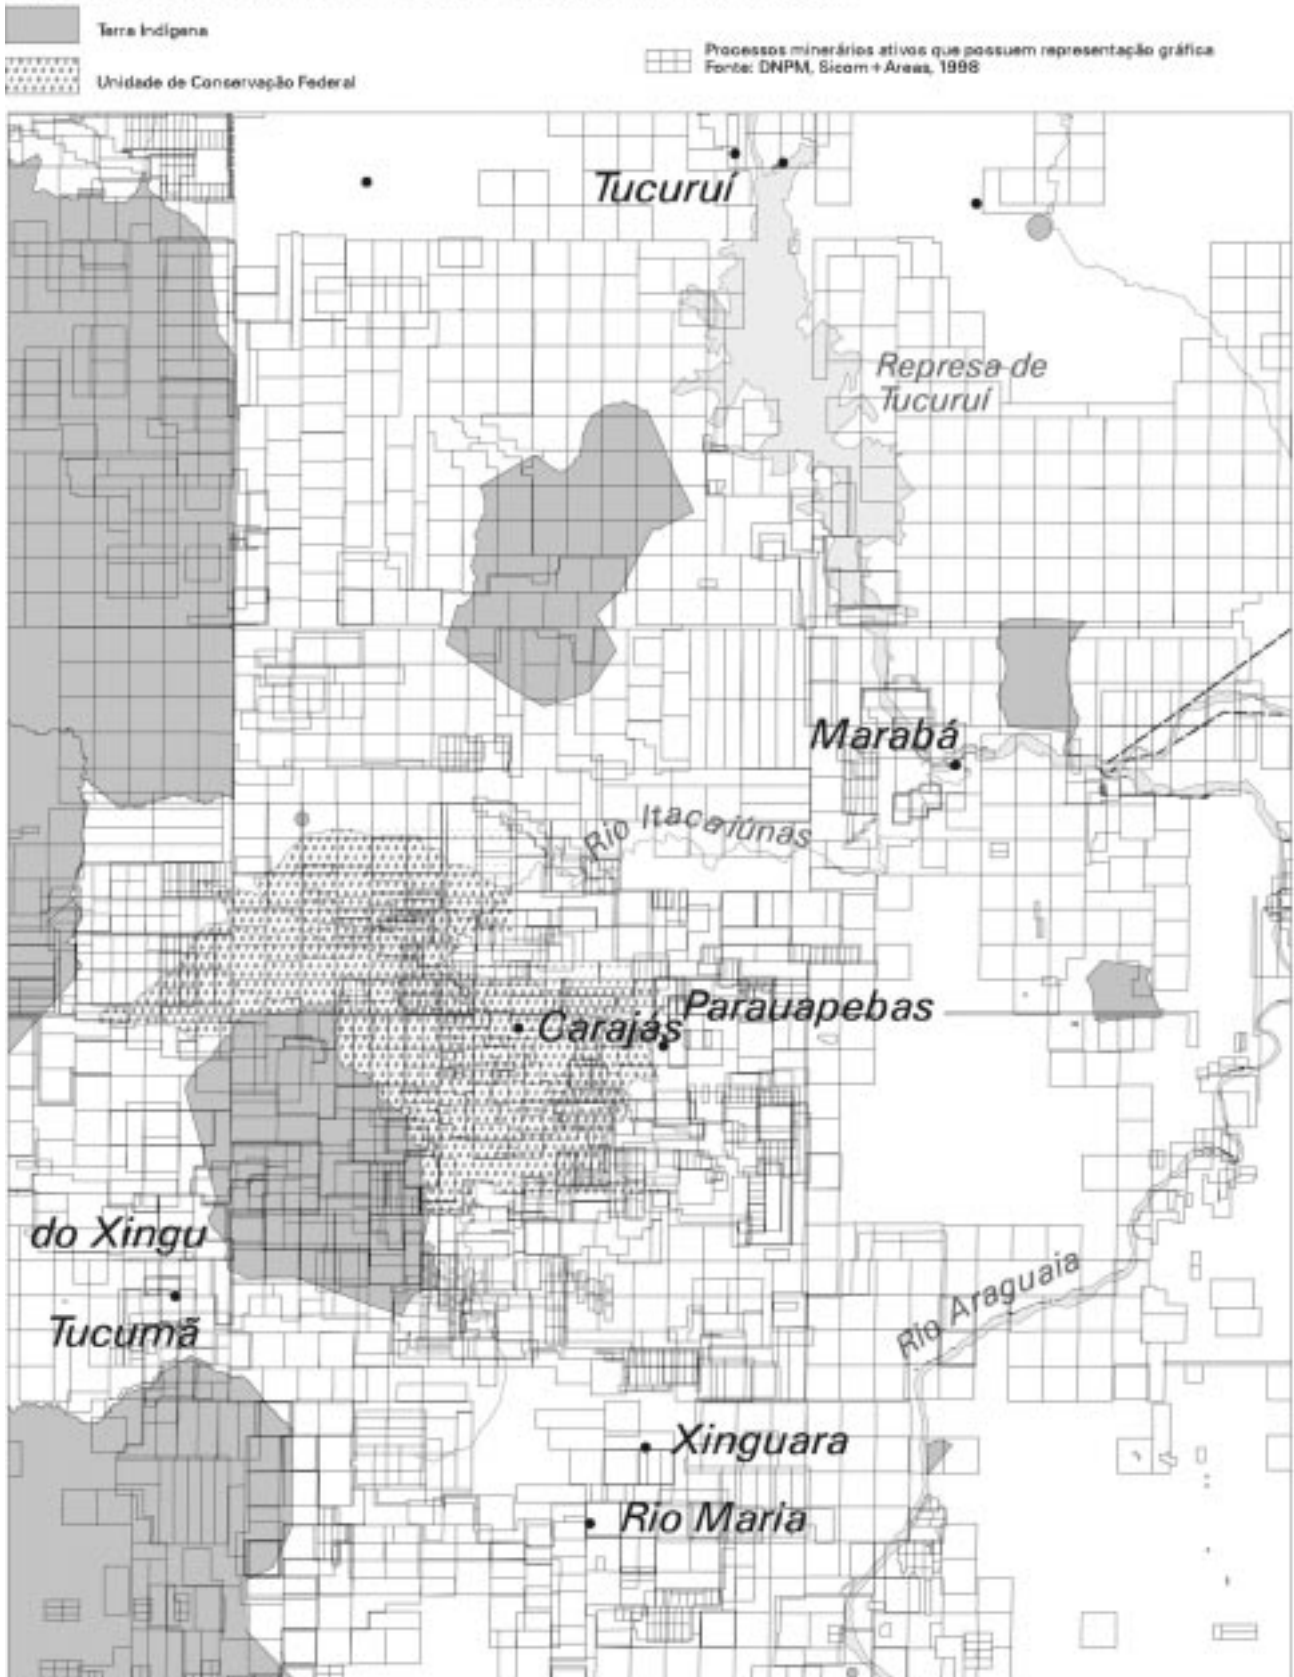 Terra Indígena
Unidade de Conservação Federal
Processos minerários ativos que possuem representação gráfica
Fonte: DNPM, Sicom+Areas, 1998
Tucuruí
Represa de
Tucuruí
Marabá
Rio Itacaiúnas
Parauapebas
Carajás
do Xingu
Tucumã
Rio Araguaia
Xinguara
Rio Maria